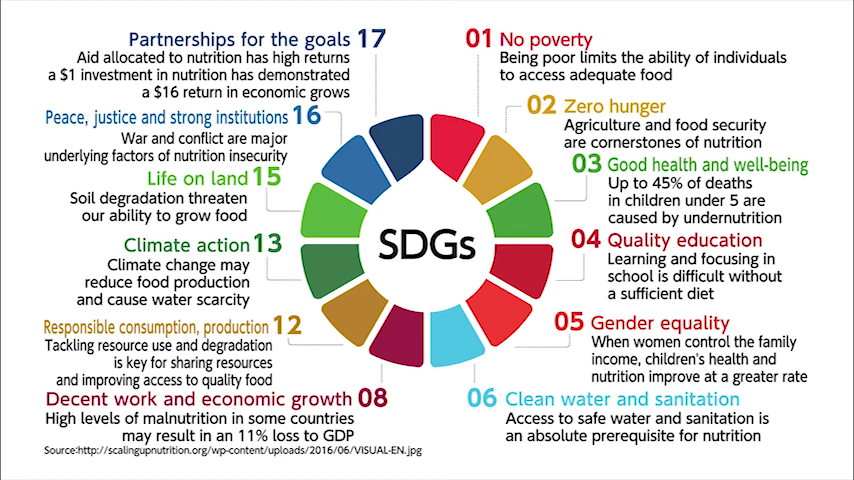 Partnerships for the goals 17
Aid allocated to nutrition has high returns
a $1 investment in nutrition has demonstrated
a $16 return in economic grows
Peace, justice and strong institutions 16
War and conflict are major
underlying factors of nutrition insecurity
Life on land 15
Soil degradation threaten
our ability to grow food
Climate action 13
Climate change may
reduce food production
and cause water scarcity
Responsible consumption, production 12
Tackling resource use and degradation
is key for sharing resources
and improving access to quality food
Decent work and economic growth 08
High levels of malnutrition in some countries
may result in an 11% loss to GDP
Source:http://scalingupnutrition.org/wp-content/uploads/2016/06/VISUAL-EN.jpg
SDGs
01 No poverty
Being poor limits the ability of individuals
to access adequate food
02 Zero hunger
Agriculture and food security
are cornerstones of nutrition
03 Good health and well-being
Up to 45% of deaths
in children under 5 are
caused by undernutrition
04 Quality education
Learning and focusing in
school is difficult without
a sufficient diet
05 Gender equality
When women control the family
income, children's health and
nutrition improve at a greater rate
06 Clean water and sanitation
Access to safe water and sanitation is
an absolute prerequisite for nutrition